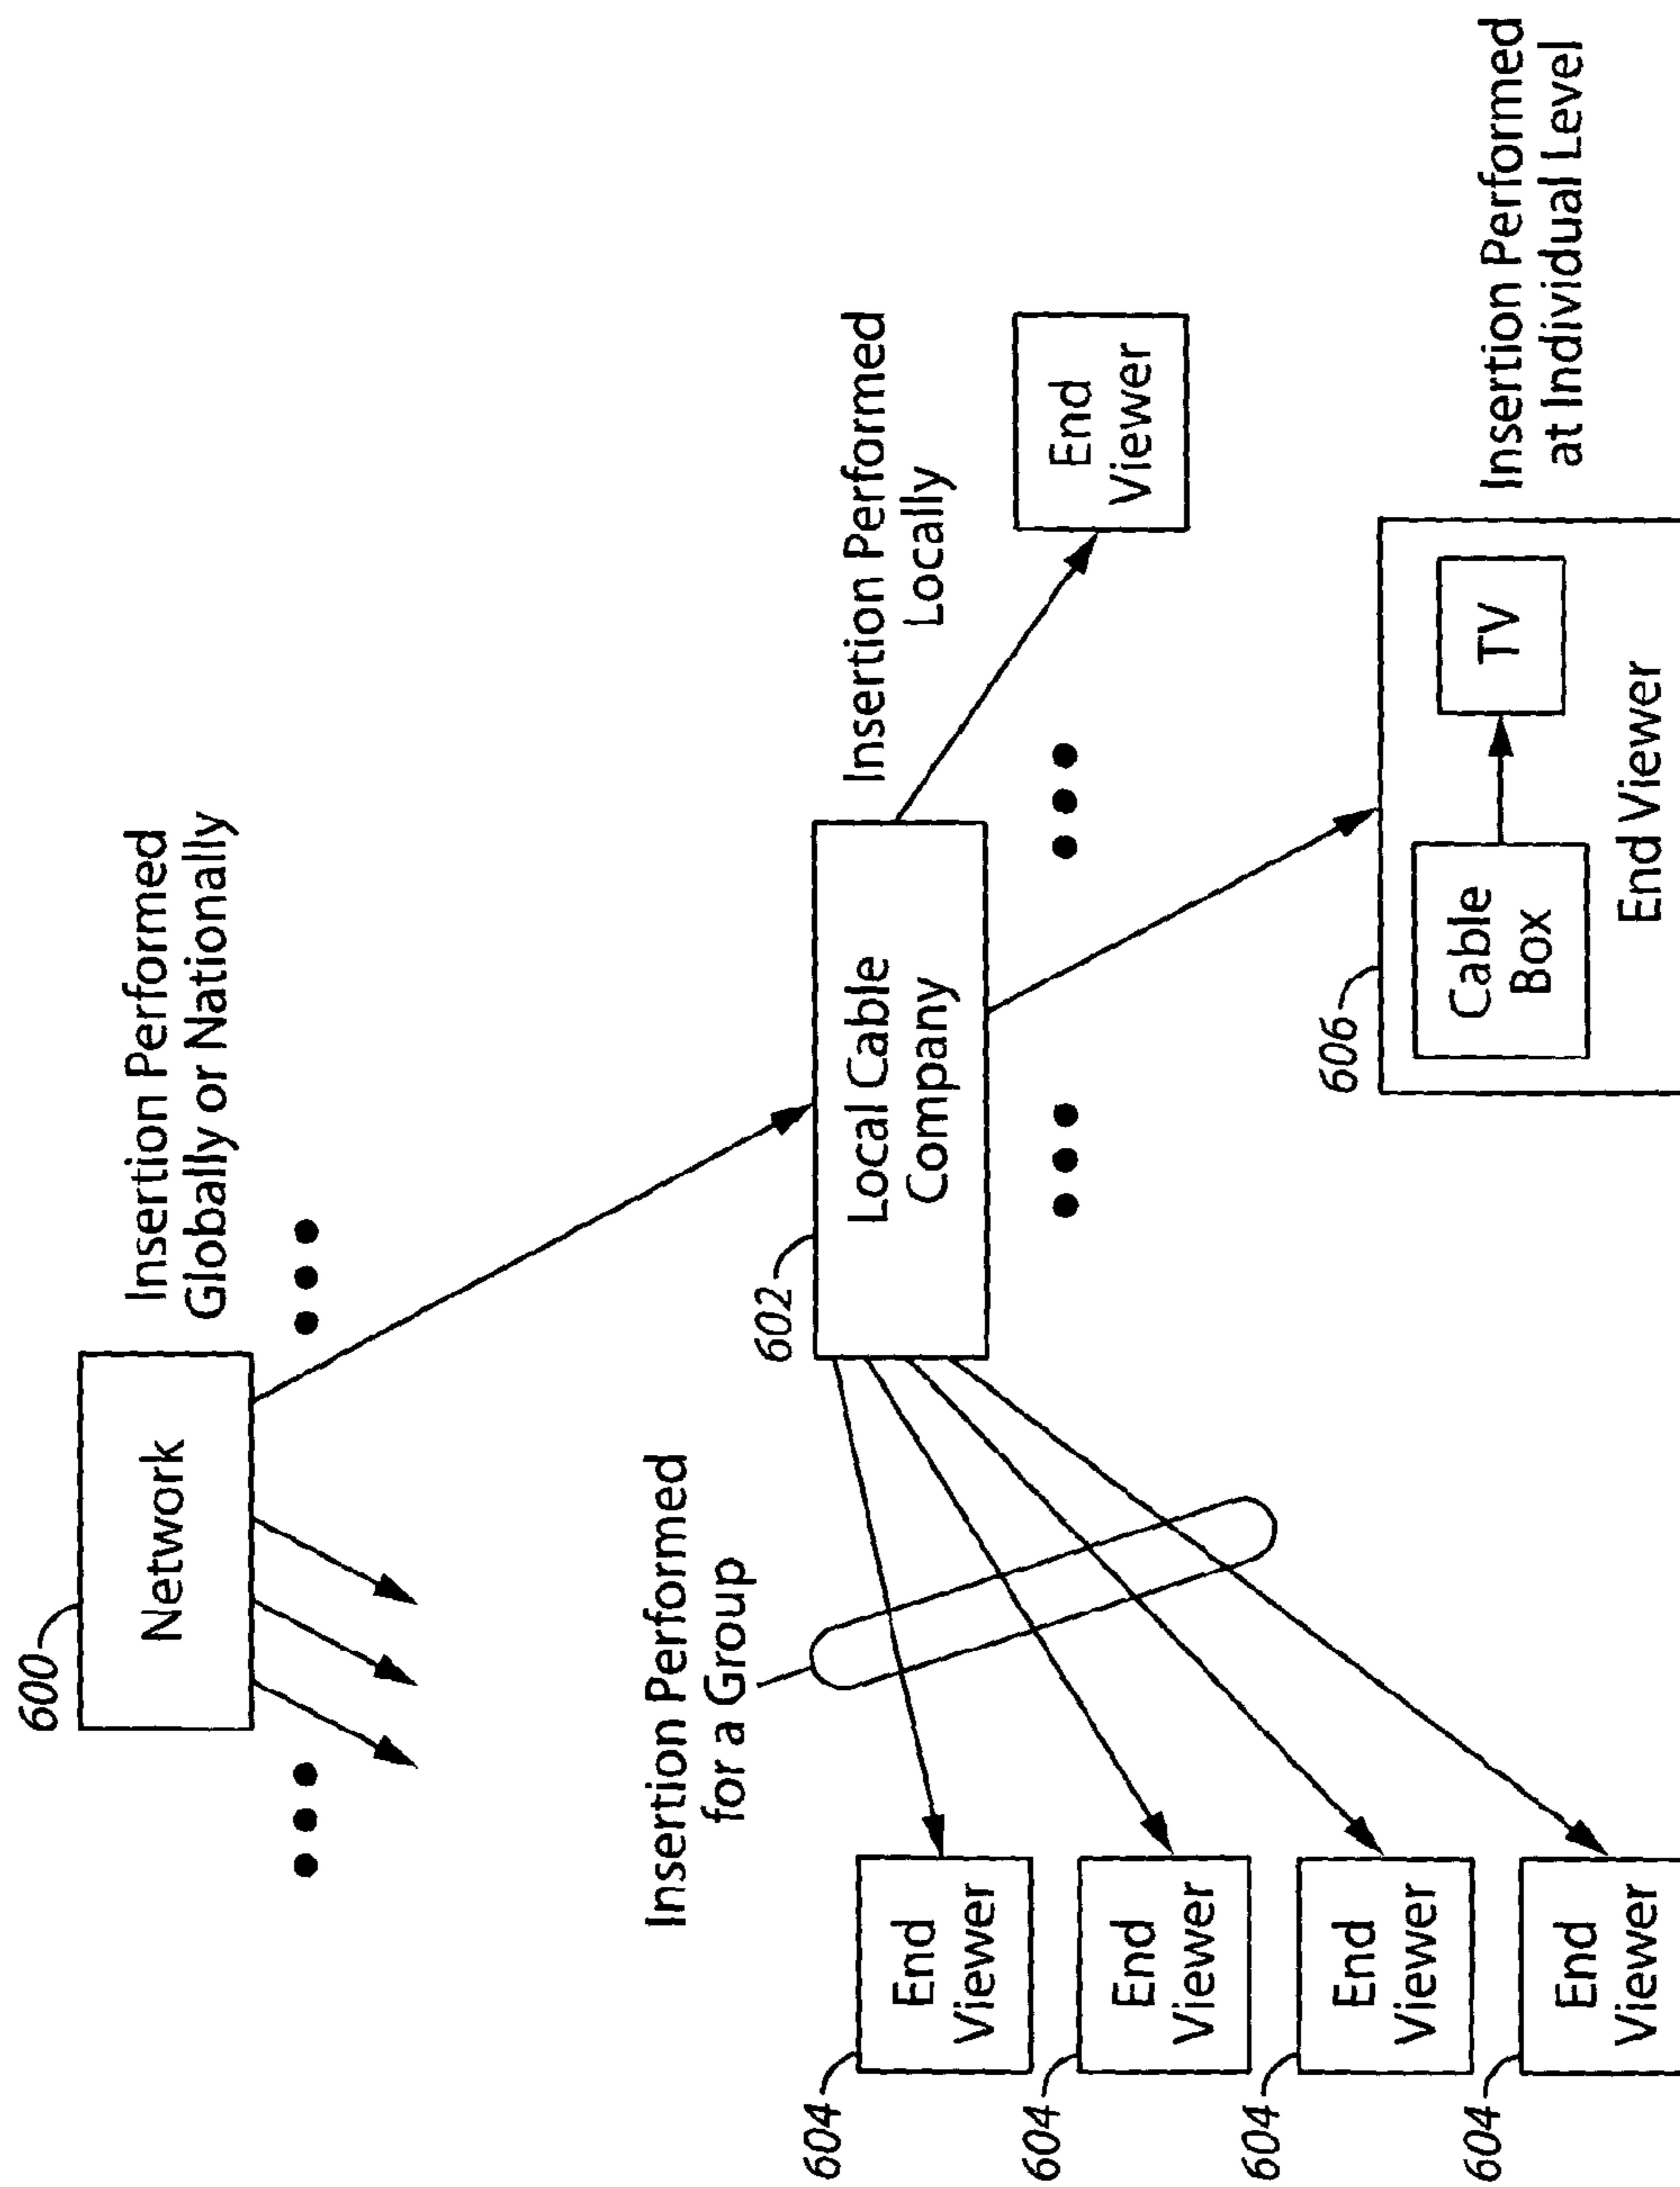 600
Network
Insertion Performed
Globally or Nationally
Insertion Performed
for a Group
602
Local Cable
Company
Insertion Performed
Locally
End
Viewer
604
End
Viewer
604
End
Viewer
604
End
Viewer
604
End
Viewer
606
Cable
Box
TV
End Viewer
Insertion Performed
at Individual Level